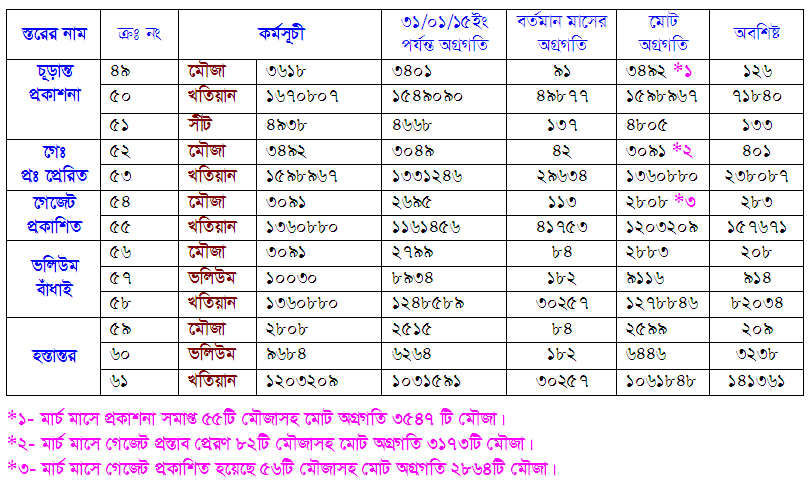 স্তরের নাম ক্রঃ নং কর্মসূচী ৩১/০১/১৫ইং পর্যন্ত অগ্রগতি বর্তমান মাসের অগ্রগতি মোট অগ্রগতি অবশিষ্ট
চূড়ান্ত প্রকাশনা ৪৯ মৌজা ৩৬১৮ ৩৪০১ ৯১ ৩৪৯২ *১ ১২৬
৫০ খতিয়ান ১৬৭০৮০৭ ১৫৪৯০৯০ ৪৯৮৭৭ ১৫৯৮৯৬৭ ৭১৮৪০
৫১ সীট ৪৯৩৮ ৪৬৬৮ ১৩৭ ৪৮০৫ ১৩৩
গেঃ প্রঃ প্রেরিত ৫২ মৌজা ৩৪৯২ ৩০৪৯ ৪২ ৩০৯১ *২ ৪০১
৫৩ খতিয়ান ১৫৯৮৯৬৭ ১৩৩১২৪৬ ২৯৬৩৪ ১৩৬০৮৮০ ২৩৮০৮৭
গেজেট প্রকাশিত ৫৪ মৌজা ৩০৯১ ২৬৯৫ ১১৩ ২৮০৮ *৩ ২৮৩
৫৫ খতিয়ান ১৩৬০৮৮০ ১১৬১৪৫৬ ৪১৭৫৩ ১২০৩২০৯ ১৫৭৬৭১
ভলিউম বাঁধাই ৫৬ মৌজা ৩০৯১ ২৭৯৯ ৮৪ ২৮৮৩ ২০৮
৫৭ ভলিউম ১০০৩০ ৮৯৩৪ ১৮২ ৯১১৬ ৯১৪
৫৮ খতিয়ান ১৩৬০৮৮০ ১২৪৮৫৮৯ ৩০২৫৭ ১২৭৮৮৪৬ ৮২০৩৪
হস্তান্তর ৫৯ মৌজা ২৮০৮ ২৫১৫ ৮৪ ২৫৯৯ ২০৯
৬০ ভলিউম ৯৬৮৪ ৬২৬৪ ১৮২ ৬৪৪৬ ৩২৩৮
৬১ খতিয়ান ১২০৩২০৯ ১০৩১৫৯১ ৩০২৫৭ ১০৬১৮৪৮ ১৪১৩৬১
*১- মার্চ মাসে প্রকাশনা সমাপ্ত ৫৫টি মৌজাসহ মোট অগ্রগতি ৩৫৪৭ টি মৌজা।
*২- মার্চ মাসে গেজেট প্রস্তাব প্রেরণ ৮২টি মৌজাসহ মোট অগ্রগতি ৩১৭৩টি মৌজা।
*৩- মার্চ মাসে গেজেট প্রকাশিত হয়েছে ৫৬টি মৌজাসহ মোট অগ্রগতি ২৮৬৪টি মৌজা।